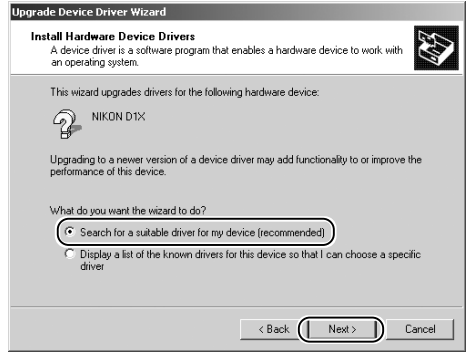 Upgrade Device Driver Wizard
Install Hardware Device Drivers
A device driver is a software program that enables a hardware device to work with
an operating system.
This wizard upgrades drivers for the following hardware device:
NIKON D1X
Upgrading to a newer version of a device driver may add functionality to or improve the
performance of this device.
What do you want the wizard to do?
Search for a suitable driver for my device (recommended)
Display a list of the known drivers for this device so that I can choose a specific
driver
< Back
Next >
Cancel